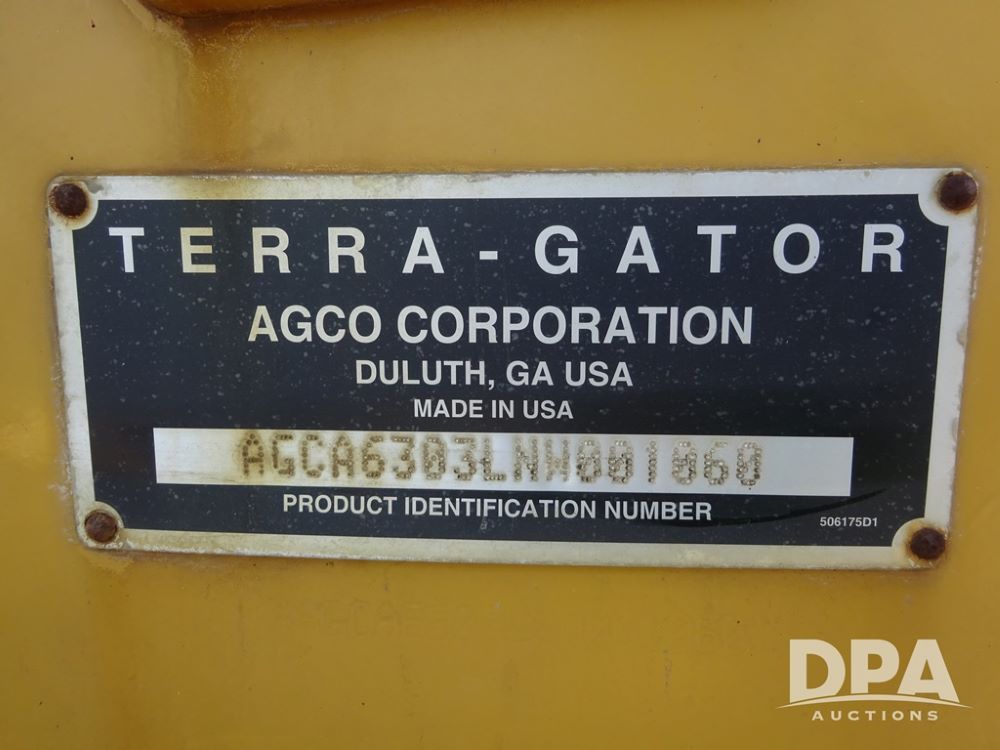 TERRA-GATOR
AGCO CORPORATION
DULUTH, GA USA
MADE IN USA
AGCA6303LNW001060
PRODUCT IDENTIFICATION NUMBER
506175D1
DPA
AUCTIONS